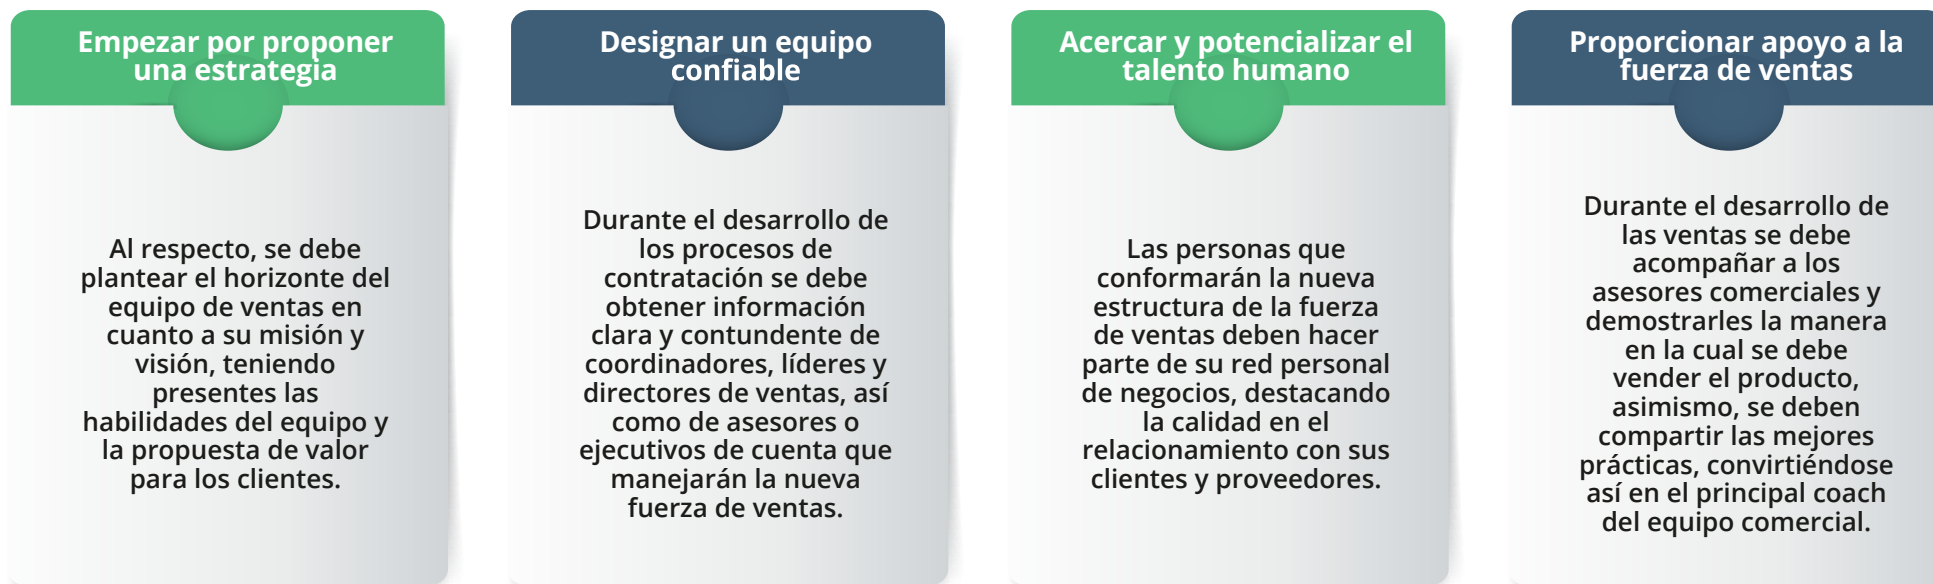 Empezar por proponer
una estrategia
Al respecto, se debe
plantear el horizonte del
equipo de ventas en
cuanto a su misión y
visión, teniendo
presentes las
habilidades del equipo y
la propuesta de valor
para los clientes.
Designar un equipo
confiable
Durante el desarrollo de
los procesos de
contratación se debe
obtener información
clara y contundente de
coordinadores, líderes y
directores de ventas, así
como de asesores o
ejecutivos de cuenta que
manejarán la nueva
fuerza de ventas.
Acercar y potencializar el
talento humano
Las personas que
conformarán la nueva
estructura de la fuerza
de ventas deben hacer
parte de su red personal
de negocios, destacando
la calidad en el
relacionamiento con sus
clientes y proveedores.
Proporcionar apoyo a la
fuerza de ventas
Durante el desarrollo de
las ventas se debe
acompañar a los
asesores comerciales y
demostrarles la manera
en la cual se debe
vender el producto,
asimismo, se deben
compartir las mejores
prácticas, convirtiéndose
así en el principal coach
del equipo comercial.